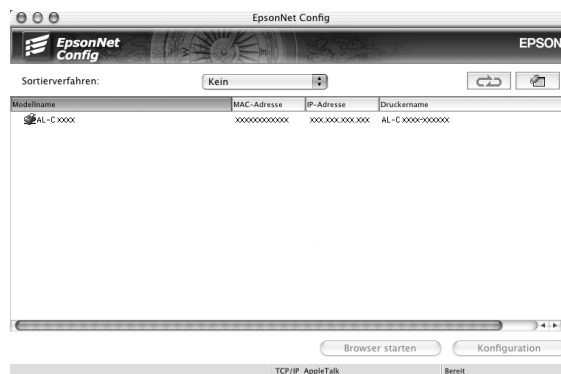 EpsonNet Config
EpsonNet
Config
EPSON
Sortierverfahren:
Kein
Modellname MAC-Adresse IP-Adresse Druckername
AL-C XXXX XXXXXXXXXXXX XXX.XXX.XXX.XXX AL-C XXXX-XXXXXX
Browser starten Konfiguration
TCP/IP AppleTalk Bereit